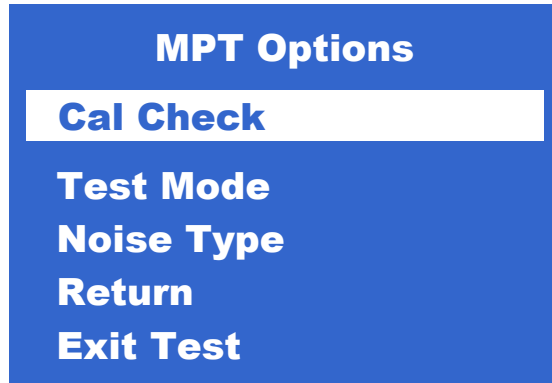 MPT Options
Cal Check
Test Mode
Noise Type
Return
Exit Test